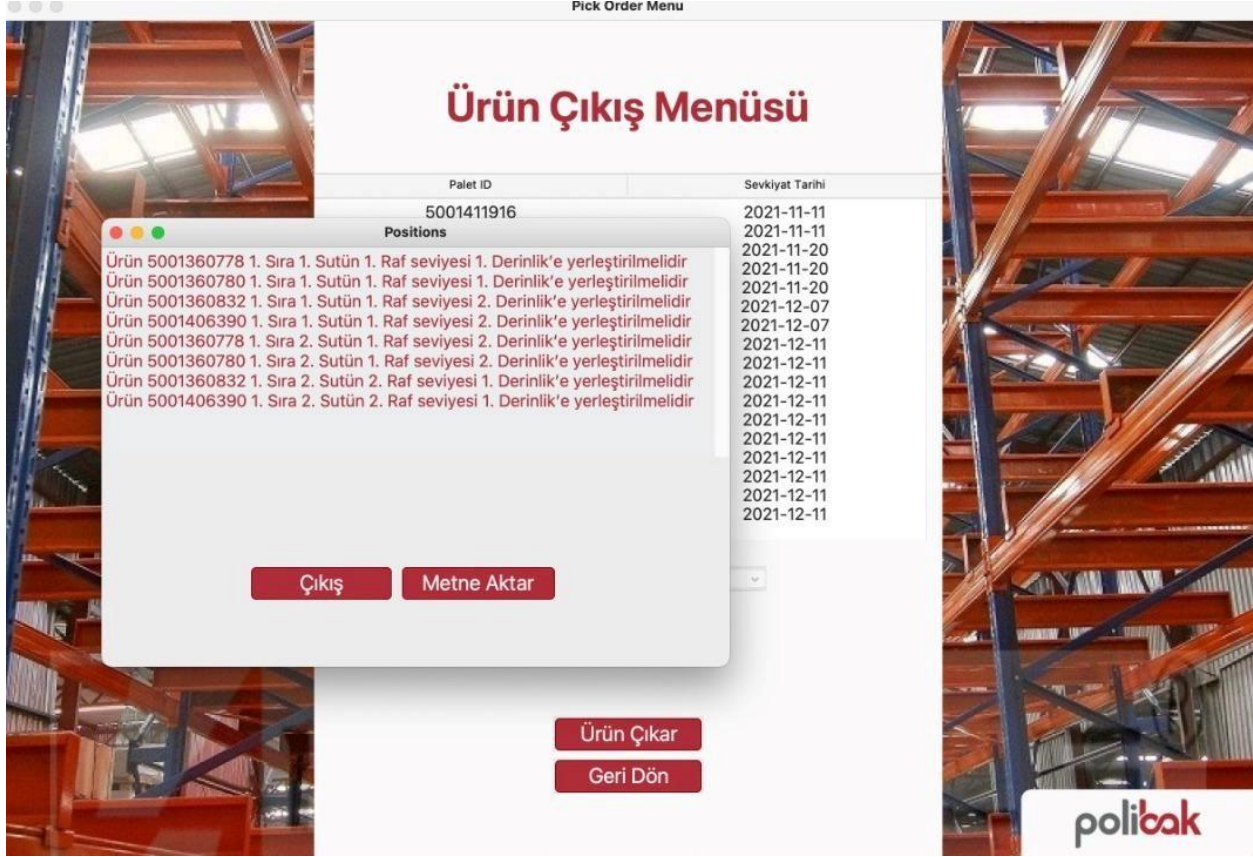 Pick Order Menu
Ürün Çıkış Menüsü
Palet ID Sevkiyat Tarihi
5001411916 2021-11-11
2021-11-11
2021-11-20
2021-11-20
2021-11-20
2021-12-07
2021-12-07
2021-12-11
2021-12-11
2021-12-11
2021-12-11
2021-12-11
2021-12-11
2021-12-11
2021-12-11
2021-12-11
2021-12-11
Positions
Ürün 5001360778 1. Sıra 1. Sutün 1. Raf seviyesi 1. Derinlik’e yerleştirilmelidir
Ürün 5001360780 1. Sıra 1. Sutün 1. Raf seviyesi 1. Derinlik’e yerleştirilmelidir
Ürün 5001360832 1. Sıra 1. Sutün 1. Raf seviyesi 2. Derinlik’e yerleştirilmelidir
Ürün 5001406390 1. Sıra 1. Sutün 1. Raf seviyesi 2. Derinlik’e yerleştirilmelidir
Ürün 5001360778 1. Sıra 2. Sutün 1. Raf seviyesi 2. Derinlik’e yerleştirilmelidir
Ürün 5001360780 1. Sıra 2. Sutün 1. Raf seviyesi 2. Derinlik’e yerleştirilmelidir
Ürün 5001360832 1. Sıra 2. Sutün 2. Raf seviyesi 1. Derinlik’e yerleştirilmelidir
Ürün 5001406390 1. Sıra 2. Sutün 2. Raf seviyesi 1. Derinlik’e yerleştirilmelidir
Çıkış Metne Aktar
Ürün Çıkar
Geri Dön
polibak